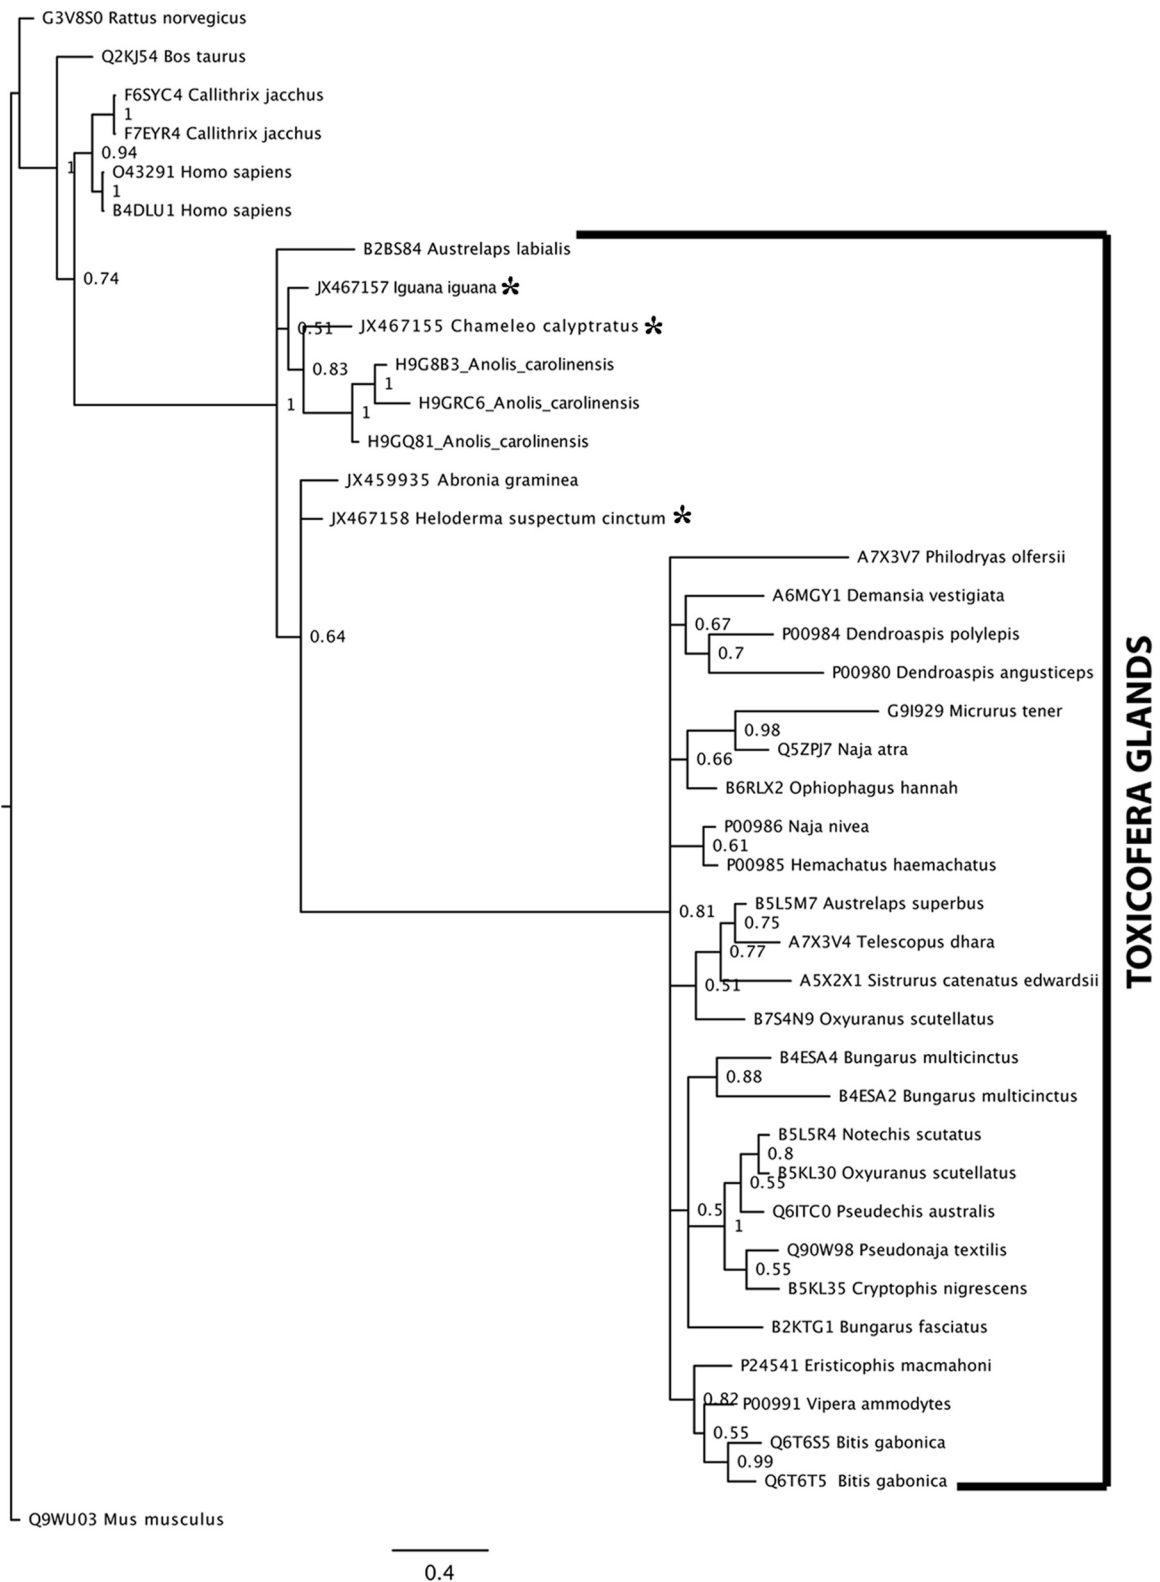 G3V8S0 Rattus norvegicus
Q2KJ54 Bos taurus
F6SYC4 Callithrix jacchus
1
F7EYR4 Callithrix jacchus
0.94
1
O43291 Homo sapiens
1
B4DLU1 Homo sapiens
B2BS84 Austrelaps labialis
0.74
JX467157 Iguana iguana *
0.51
JX467155 Chameleo calyptratus *
H9G8B3_Anolis_carolinensis
0.83
1
H9GRC6_Anolis_carolinensis
1
1
H9GQ81_Anolis_carolinensis
JX459935 Abronia graminea
JX467158 Heloderma suspectum cinctum *
A7X3V7 Philodryas olfersii
A6MGY1 Demansia vestigiata
0.67
P00984 Dendroaspis polylepis
0.64
0.7
P00980 Dendroaspis angusticeps
G9I929 Micrurus tener
0.98
Q5ZPJ7 Naja atra
0.66
B6RLX2 Ophiophagus hannah
TOXICOFERA GLANDS
P00986 Naja nivea
0.61
P00985 Hemachatus haemachatus
B5L5M7 Austrelaps superbus
0.81
0.75
A7X3V4 Telescopus dhara
0.77
A5X2X1 Sistrurus catenatus edwardsii
0.51
B7S4N9 Oxyuranus scutellatus
B4ESA4 Bungarus multicinctus
0.88
B4ESA2 Bungarus multicinctus
B5L5R4 Notechis scutatus
0.8
B5KL30 Oxyuranus scutellatus
0.55
0.5
Q6ITC0 Pseudechis australis
1
Q90W98 Pseudonaja textilis
0.55
B5KL35 Cryptophis nigrescens
B2KTG1 Bungarus fasciatus
P24541 Eristicophis macmahoni
0.82
P00991 Vipera ammodytes
0.55
Q6T6S5 Bitis gabonica
0.99
Q6T6T5 Bitis gabonica
Q9WU03 Mus musculus
0.4